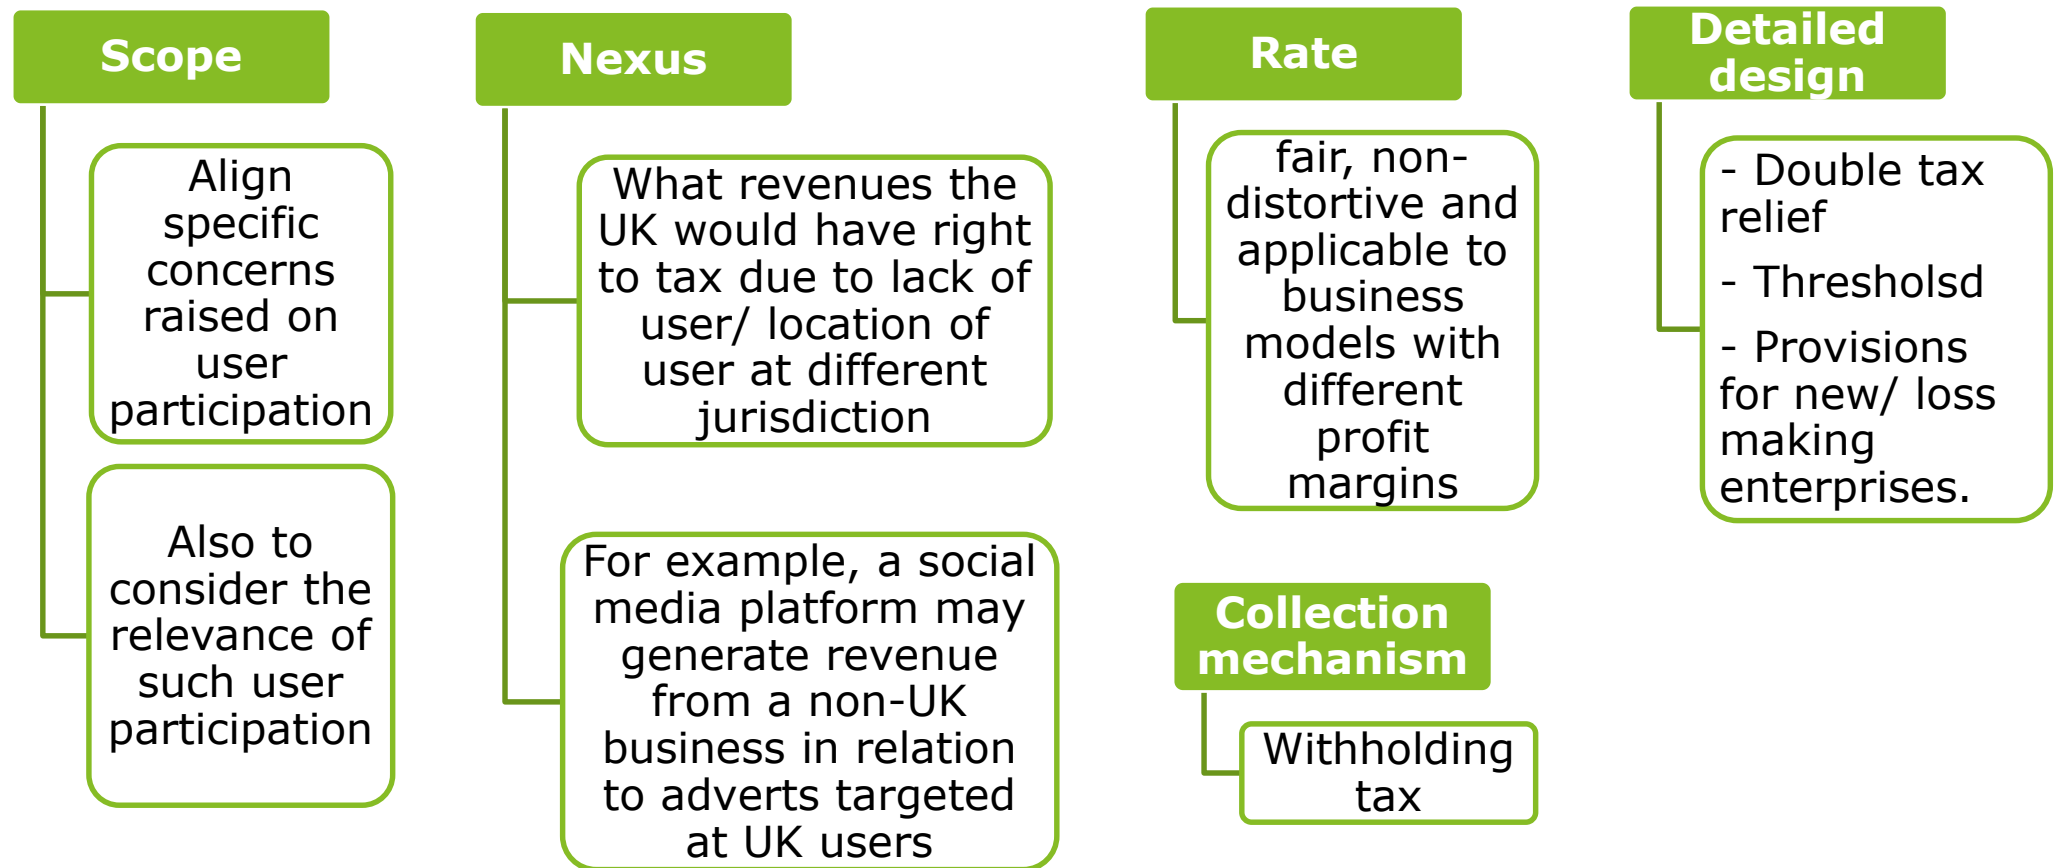 Scope
Align
specific
concerns
raised on
user
participation
Also to
consider the
relevance of
such user
participation
Nexus
What revenues the
UK would have right
to tax due to lack of
user/ location of
user at different
jurisdiction
For example, a social
media platform may
generate revenue
from a non-UK
business in relation
to adverts targeted
at UK users
Rate
fair, non-
distortive and
applicable to
business
models with
different
profit
margins
Collection
mechanism
Withholding
tax
Detailed
design
- Double tax
relief
- Thresholsd
- Provisions
for new/ loss
making
enterprises.